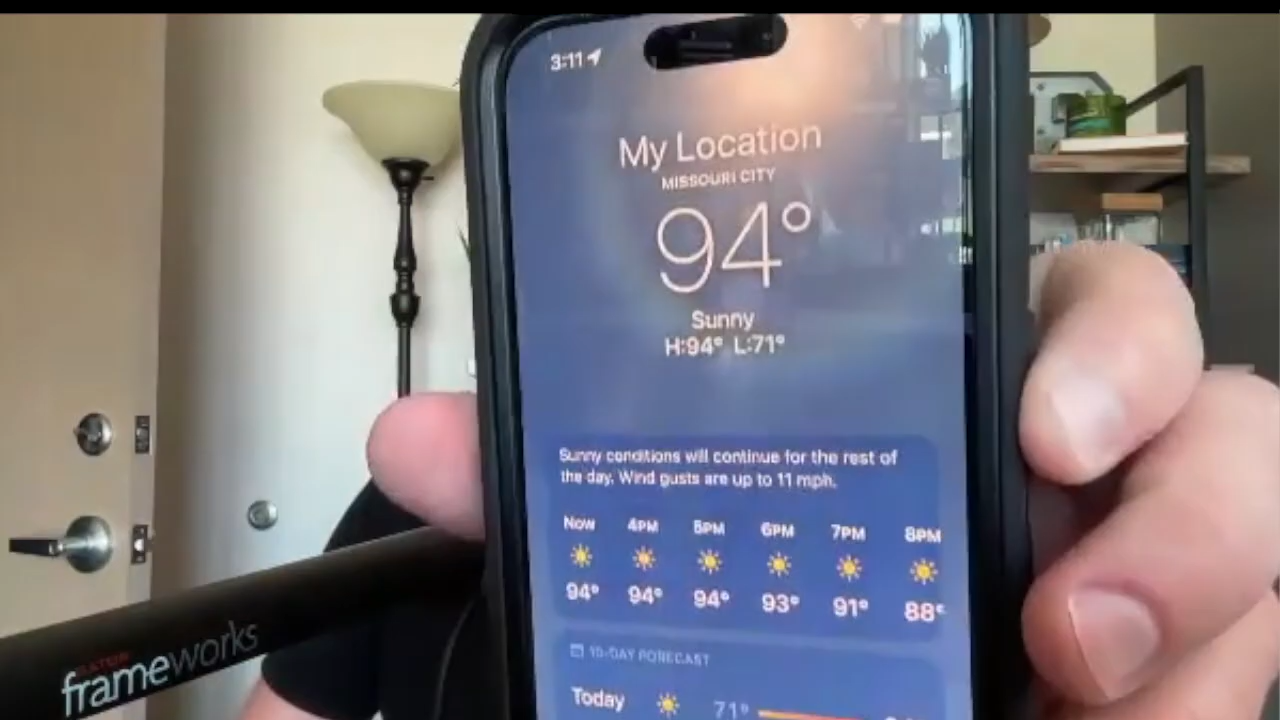 3:11
My Location
MISSOURI CITY
94°
Sunny
H:94° L:71°
Sunny conditions will continue for the rest of
the day. Wind gusts are up to 11 mph.
Now 4PM 5PM 6PM 7PM 8PM
94° 94° 94° 93° 91° 88°
10-DAY FORECAST
Today 71°
GATOR
frameworks